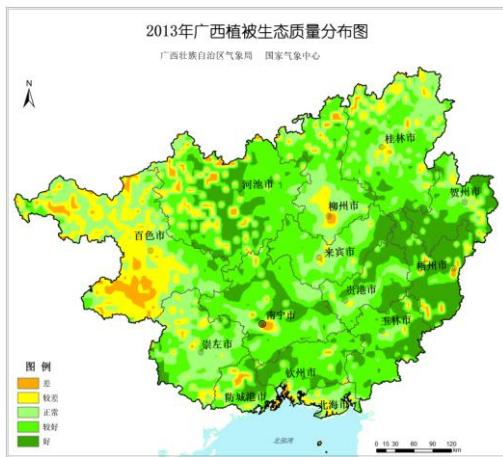 2013年广西植被生态质量分布图
广西壮族自治区气象局 国家气象中心
N
桂林市
河池市
贺州市
柳州市
百色市
来宾市
梧州市
贵港市
南宁市
玉林市
崇左市
钦州市
防城港市
北海市
北部湾
图 例
差
较差
正常
较好
好
0 15 30 60 90 120
km